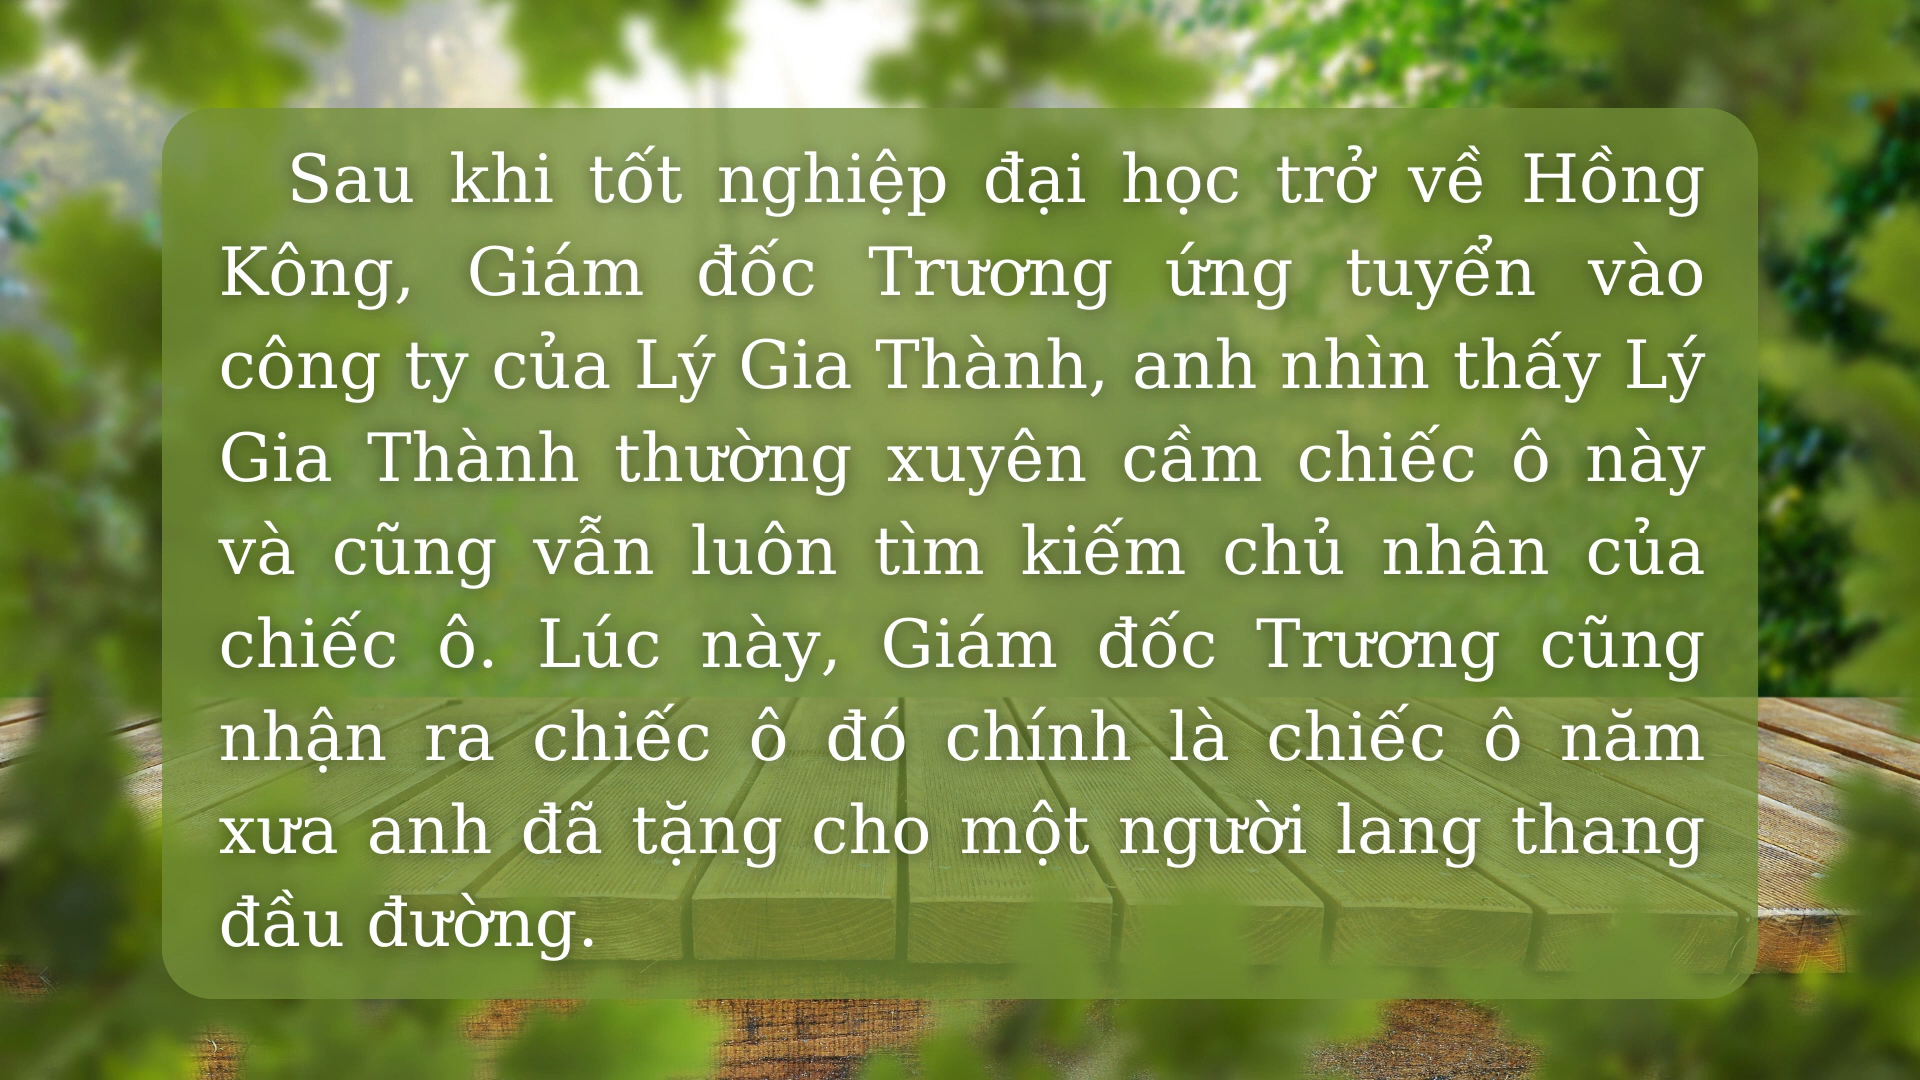 Sau khi tốt nghiệp đại học trở về Hồng
Kông, Giám đốc Trương ứng tuyển vào
công ty của Lý Gia Thành, anh nhìn thấy Lý
Gia Thành thường xuyên cầm chiếc ô này
và cũng vẫn luôn tìm kiếm chủ nhân của
chiếc ô. Lúc này, Giám đốc Trương cũng
nhận ra chiếc ô đó chính là chiếc ô năm
xưa anh đã tặng cho một người lang thang
đầu đường.